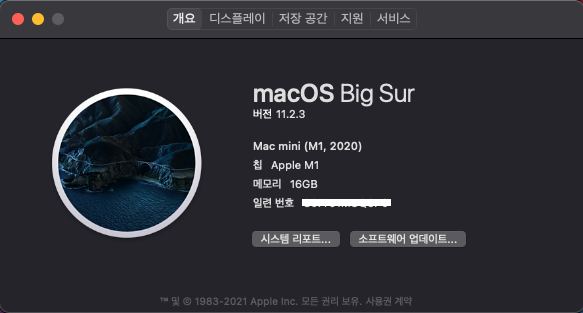 개요 디스플레이 저장 공간 지원 서비스
macOS Big Sur
버전 11.2.3
Mac mini (M1, 2020)
칩 Apple M1
메모리 16GB
일련 번호
시스템 리포트... 소프트웨어 업데이트...
™ 및 © 1983-2021 Apple Inc. 모든 권리 보유. 사용권 계약